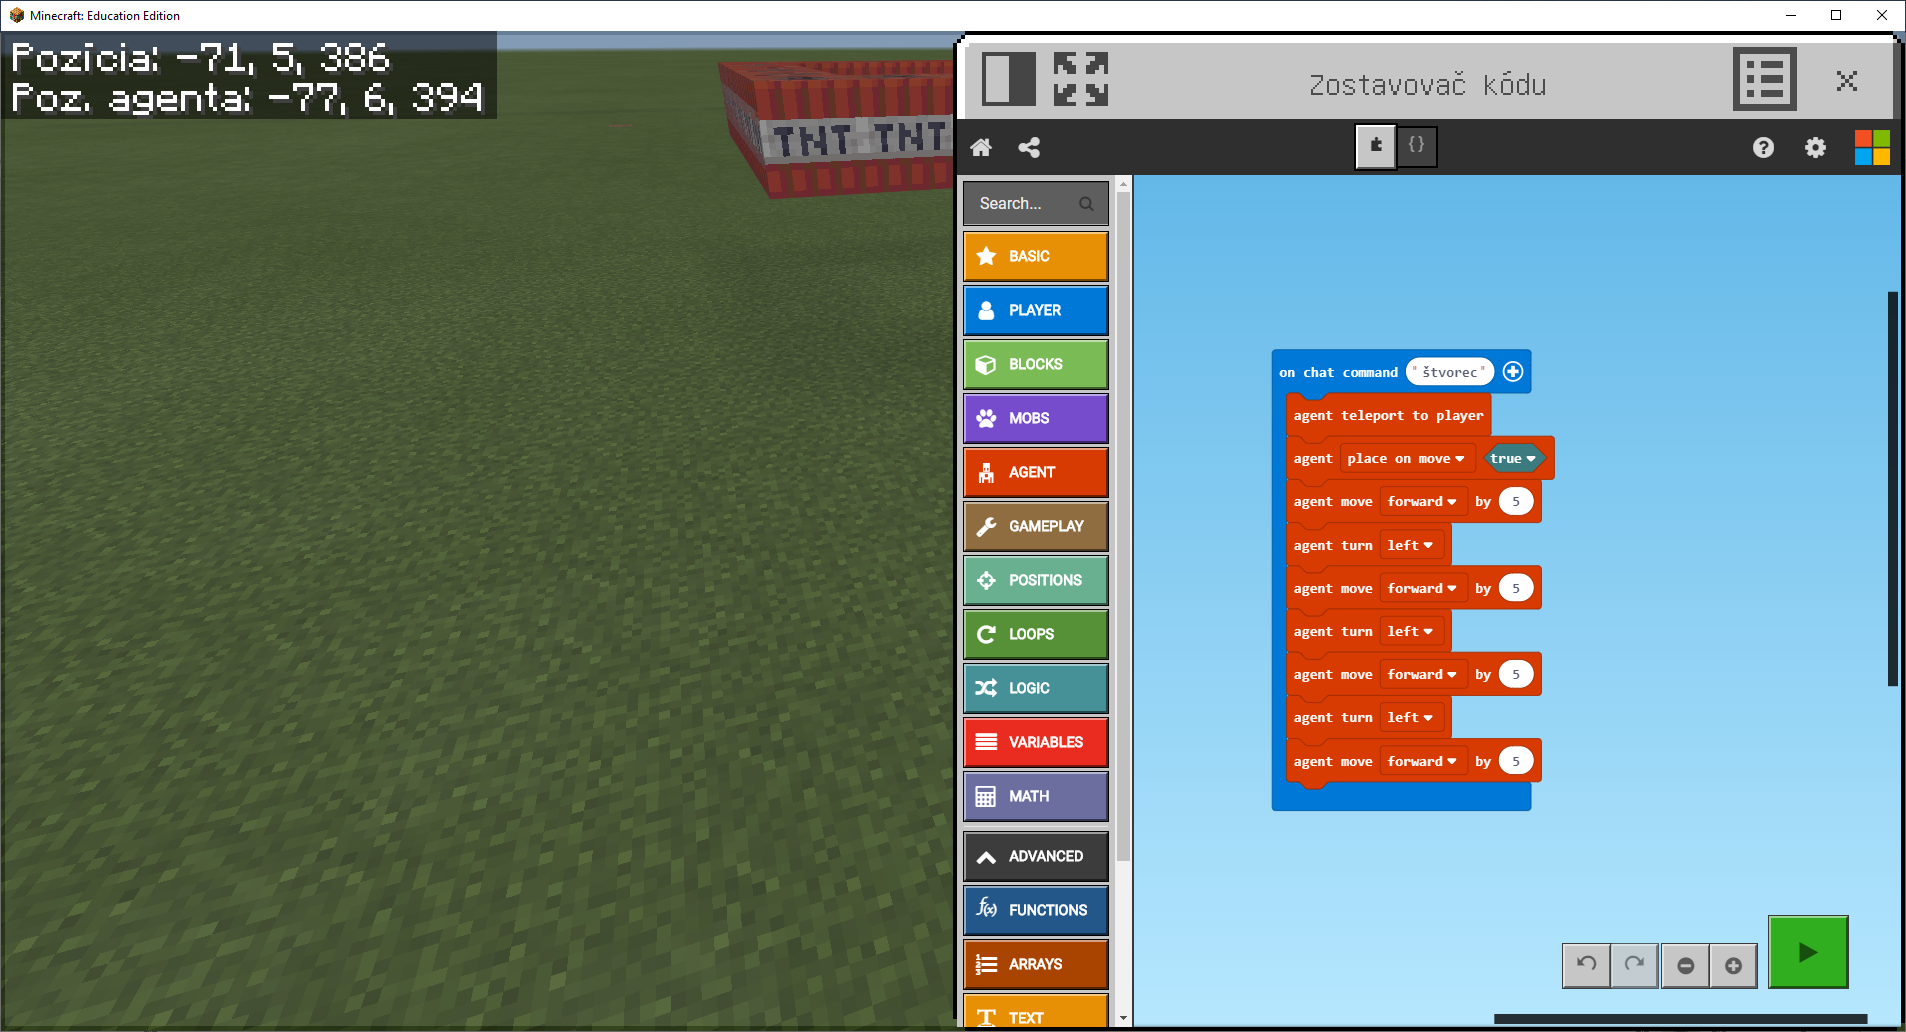 Minecraft: Education Edition
Pozícia: -71, 5, 386
Poz. agenta: -77, 6, 394
TNT TNT
Zostavovač kódu
{}
Search...
BASIC
PLAYER
BLOCKS
MOBS
AGENT
GAMEPLAY
POSITIONS
LOOPS
LOGIC
VARIABLES
MATH
ADVANCED
FUNCTIONS
ARRAYS
TEXT
on chat command "štvorec"
agent teleport to player
agent place on move true
agent move forward by 5
agent turn left
agent move forward by 5
agent turn left
agent move forward by 5
agent turn left
agent move forward by 5